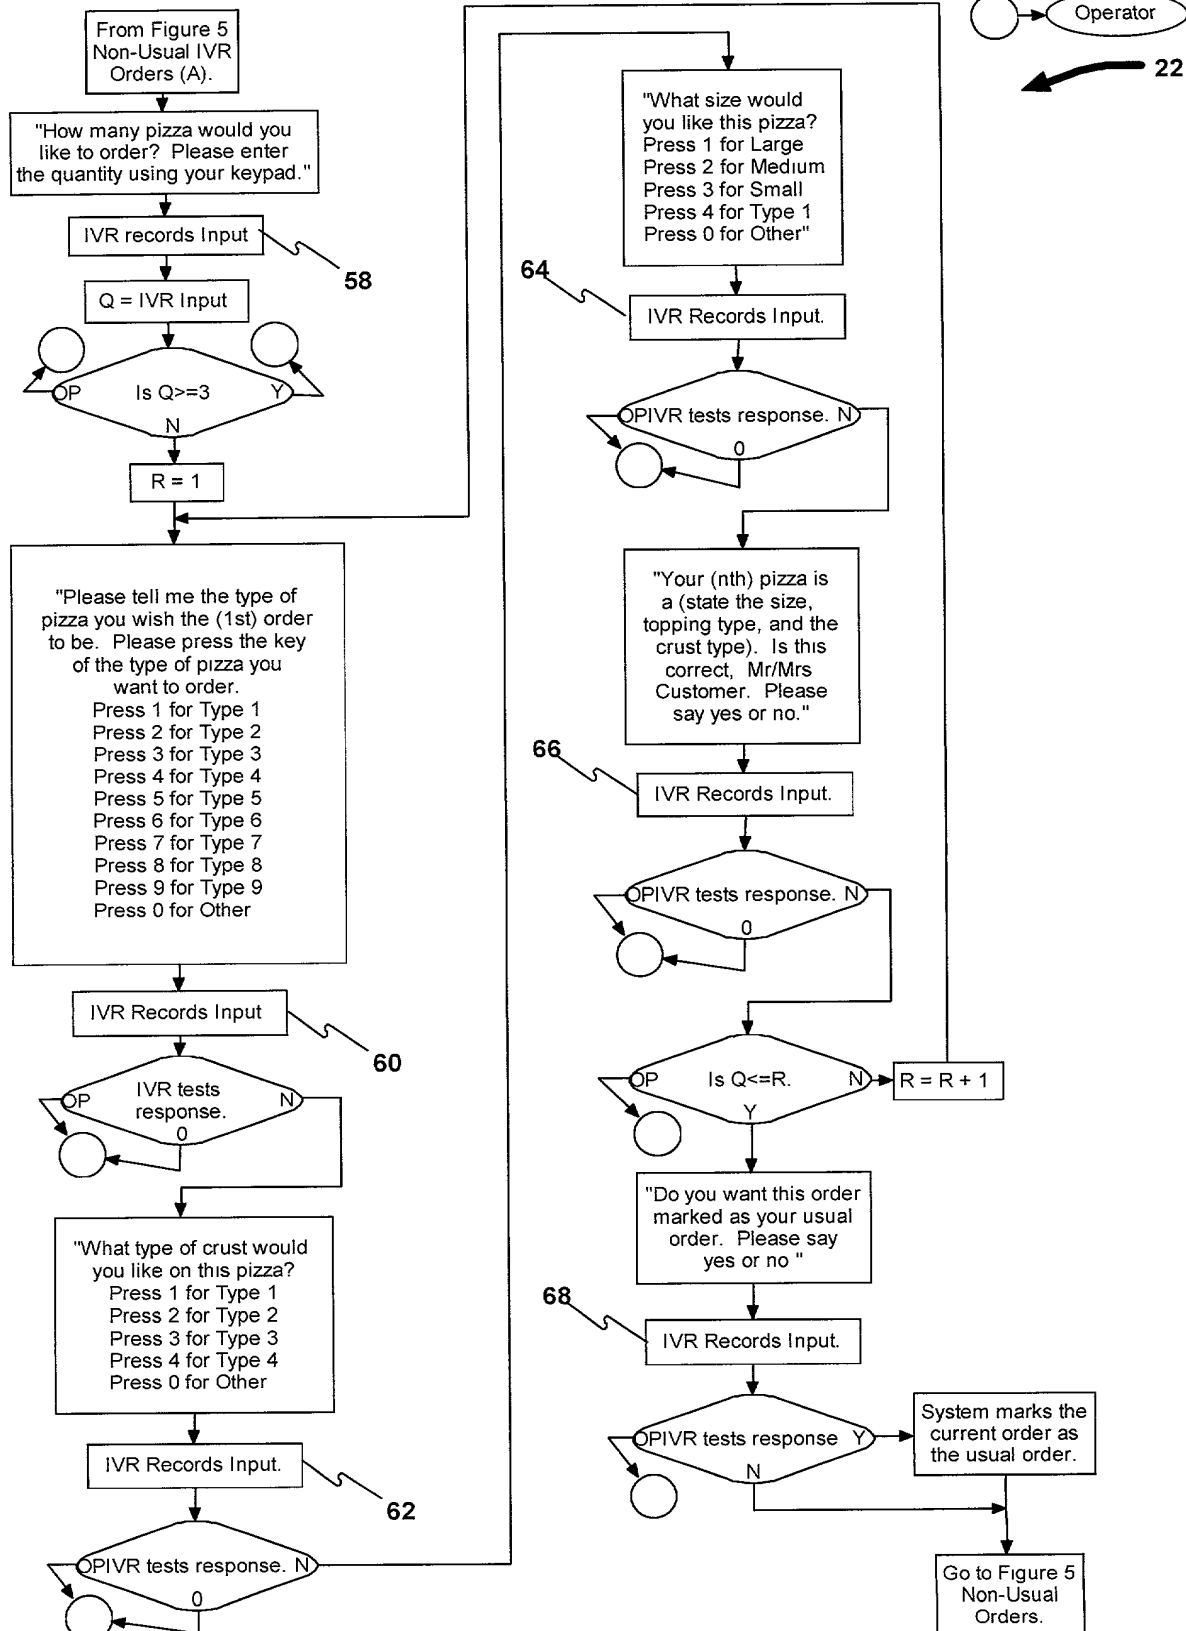 From Figure 5
Non-Usual IVR
Orders (A).
"How many pizza would you
like to order? Please enter
the quantity using your keypad."
IVR records Input
58
Q = IVR Input
OP
Is Q>=3
Y
N
R = 1
"Please tell me the type of
pizza you wish the (1st) order
to be. Please press the key
of the type of pizza you
want to order.
Press 1 for Type 1
Press 2 for Type 2
Press 3 for Type 3
Press 4 for Type 4
Press 5 for Type 5
Press 6 for Type 6
Press 7 for Type 7
Press 8 for Type 8
Press 9 for Type 9
Press 0 for Other
IVR Records Input
60
OP
IVR tests
response.
N
0
"What type of crust would
you like on this pizza?
Press 1 for Type 1
Press 2 for Type 2
Press 3 for Type 3
Press 4 for Type 4
Press 0 for Other
IVR Records Input.
62
OP
IVR tests response.
N
0
Operator
22
"What size would
you like this pizza?
Press 1 for Large
Press 2 for Medium
Press 3 for Small
Press 4 for Type 1
Press 0 for Other"
64
IVR Records Input.
OP
IVR tests response.
N
0
"Your (nth) pizza is
a (state the size,
topping type, and the
crust type). Is this
correct, Mr/Mrs
Customer. Please
say yes or no."
66
IVR Records Input.
OP
IVR tests response.
N
0
OP
Is Q<=R.
N
Y
R = R + 1
"Do you want this order
marked as your usual
order. Please say
yes or no "
68
IVR Records Input.
OP
IVR tests response
Y
N
System marks the
current order as
the usual order.
Go to Figure 5
Non-Usual
Orders.